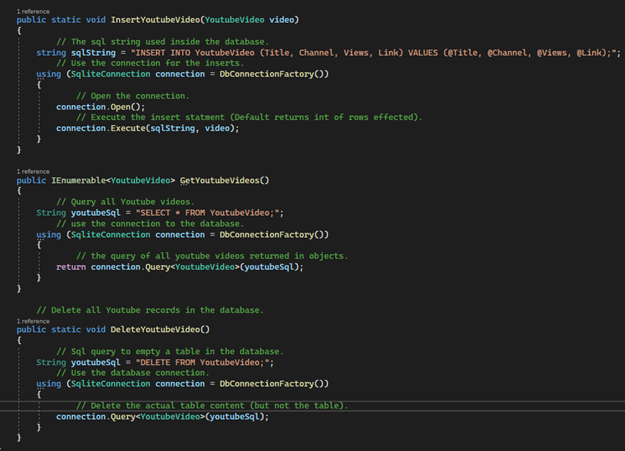 1 reference
public static void InsertYoutubeVideo(YoutubeVideo video)
{
// The sql string used inside the database.
string sqlString = "INSERT INTO YoutubeVideo (Title, Channel, Views, Link) VALUES (@Title, @Channel, @Views, @Link);";
// Use the connection for the inserts.
using (SqliteConnection connection = DbConnectionFactory())
{
// Open the connection.
connection.Open();
// Execute the insert statment (Default returns int of rows effected).
connection.Execute(sqlString, video);
}
}
1 reference
public IEnumerable<YoutubeVideo> GetYoutubeVideos()
{
// Query all Youtube videos.
String youtubeSql = "SELECT * FROM YoutubeVideo;";
// use the connection to the database.
using (SqliteConnection connection = DbConnectionFactory())
{
// the query of all youtube videos returned in objects.
return connection.Query<YoutubeVideo>(youtubeSql);
}
}
// Delete all Youtube records in the database.
1 reference
public static void DeleteYoutubeVideo()
{
// Sql query to empty a table in the database.
String youtubeSql = "DELETE FROM YoutubeVideo;";
// Use the database connection.
using (SqliteConnection connection = DbConnectionFactory())
{
// Delete the actual table content (but not the table).
connection.Query<YoutubeVideo>(youtubeSql);
}
}